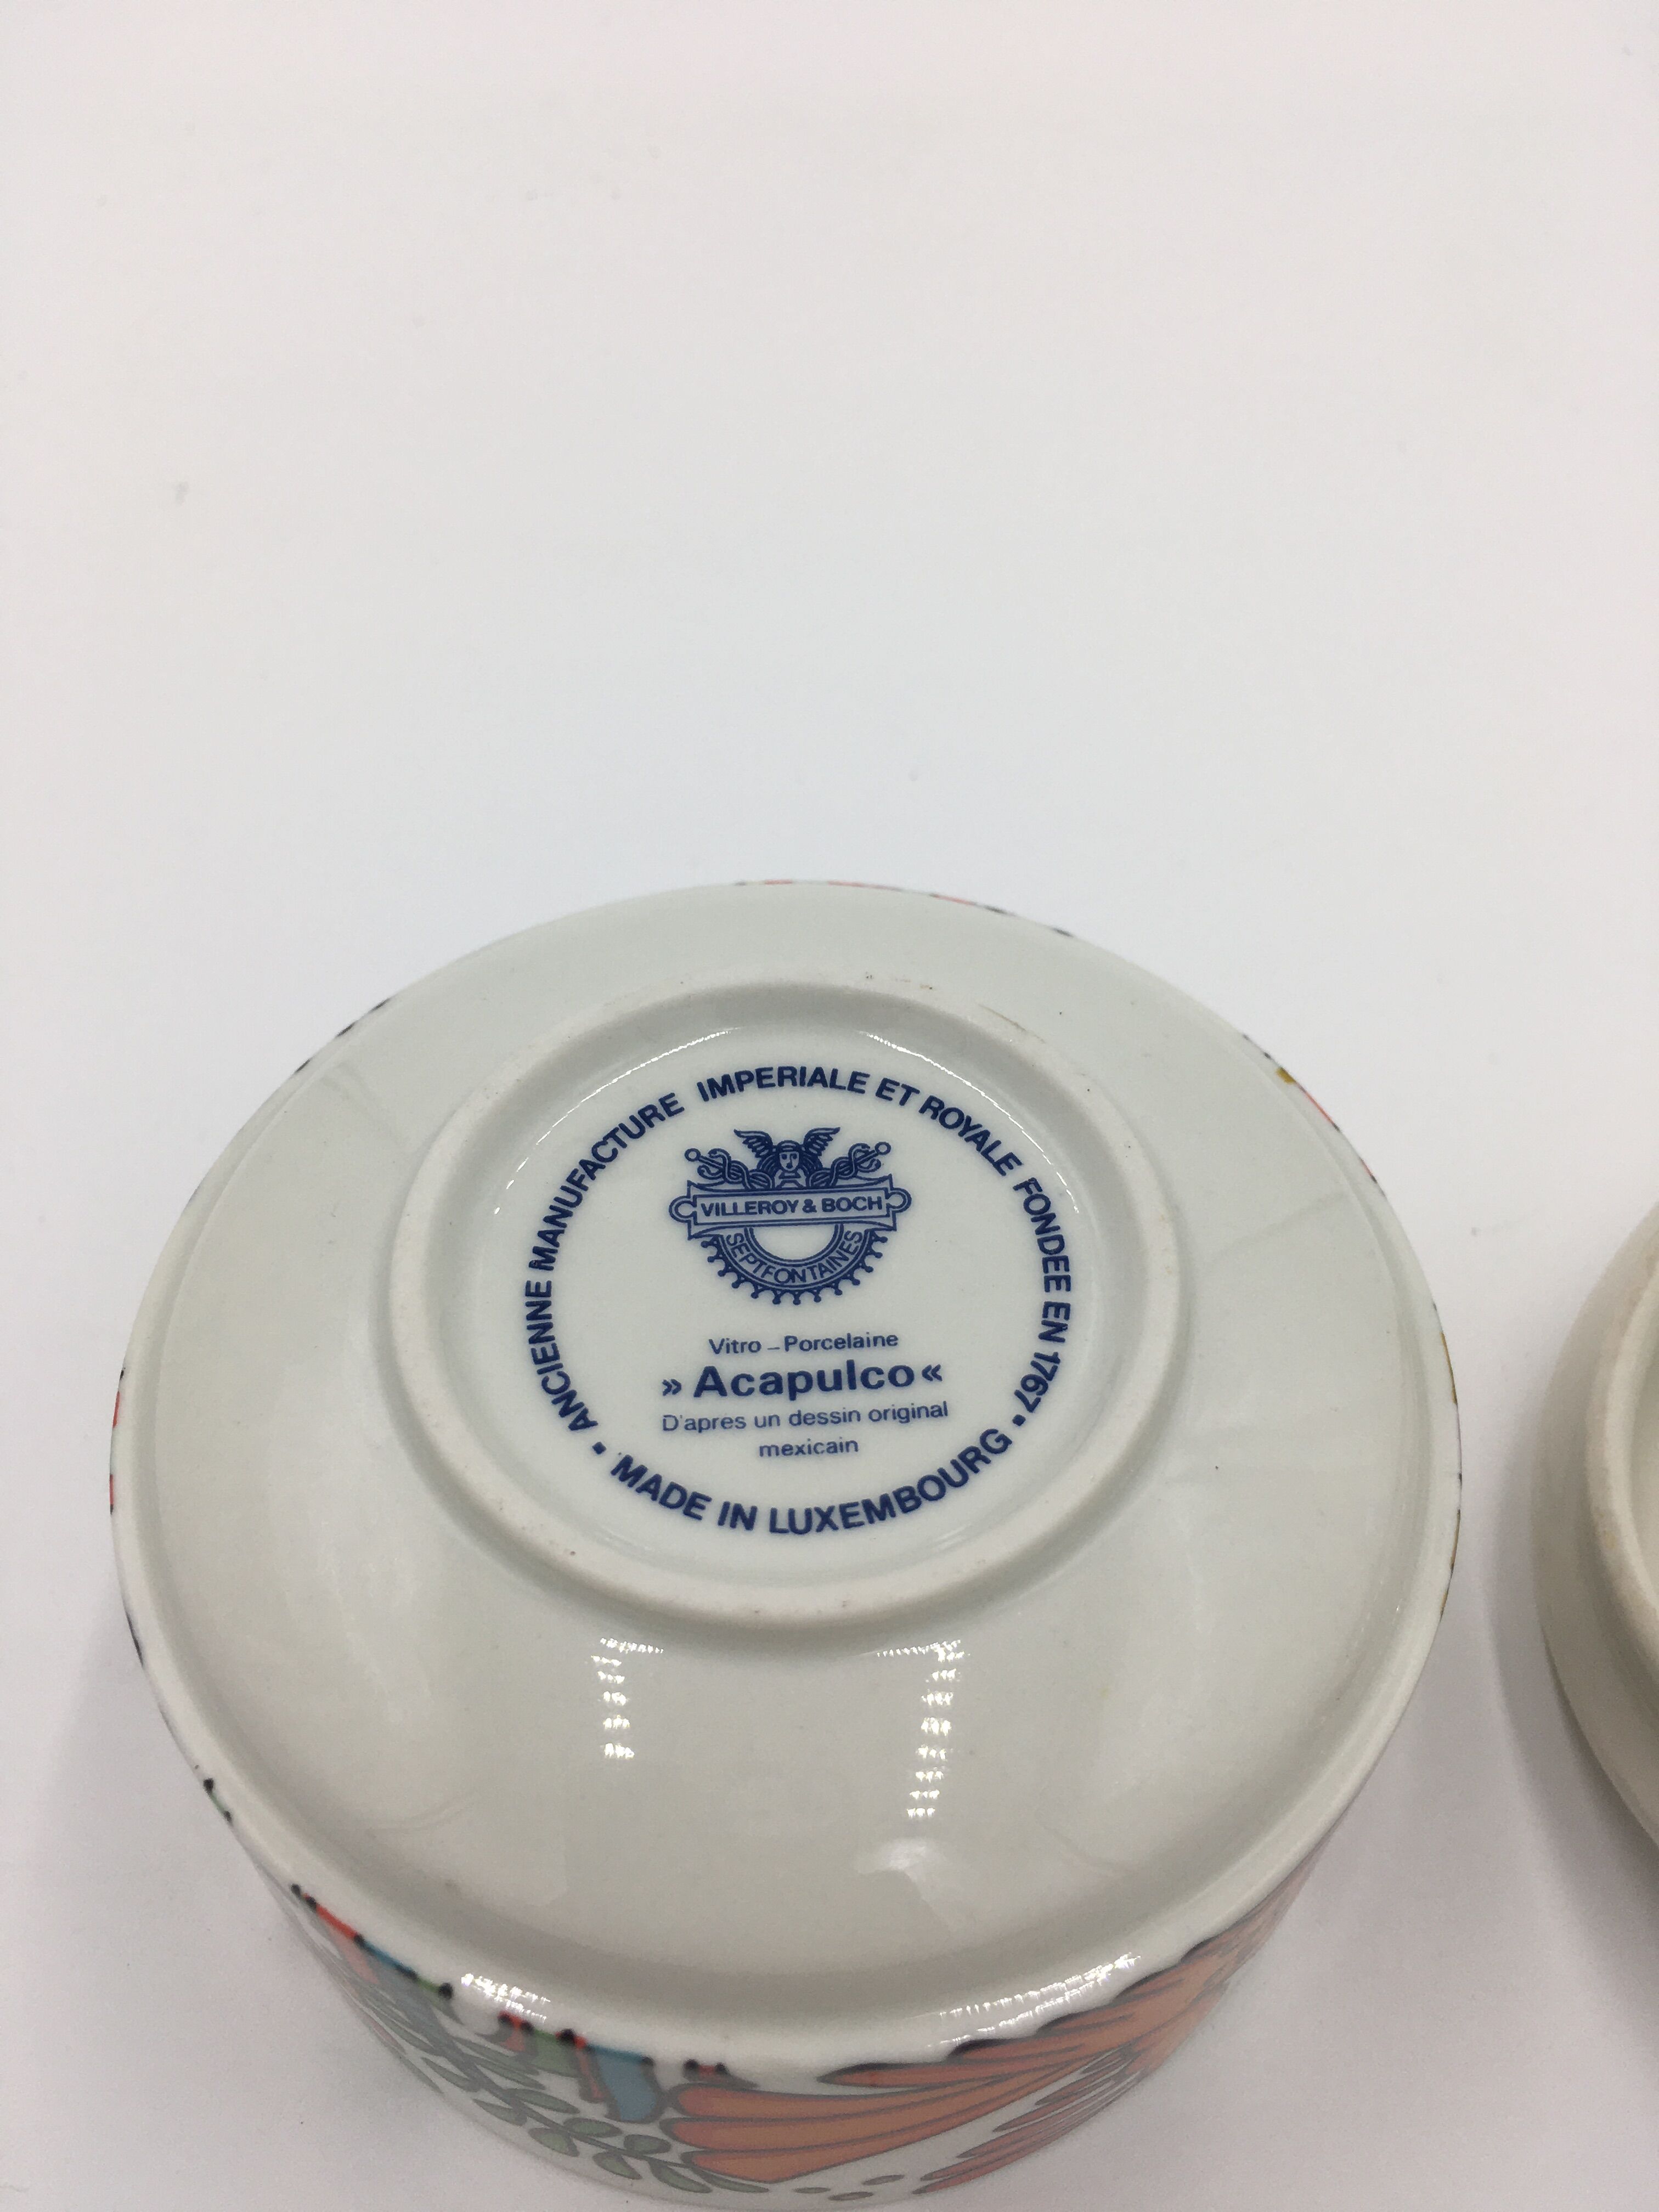 • ANCIENNE MANUFACTURE IMPERIALE ET ROYALE FONDEE EN 1767 •
VILLEROY & BOCH
SEPTFONTAINES
Vitro – Porcelaine
» Acapulco «
D'apres un dessin original
mexicain
MADE IN LUXEMBOURG